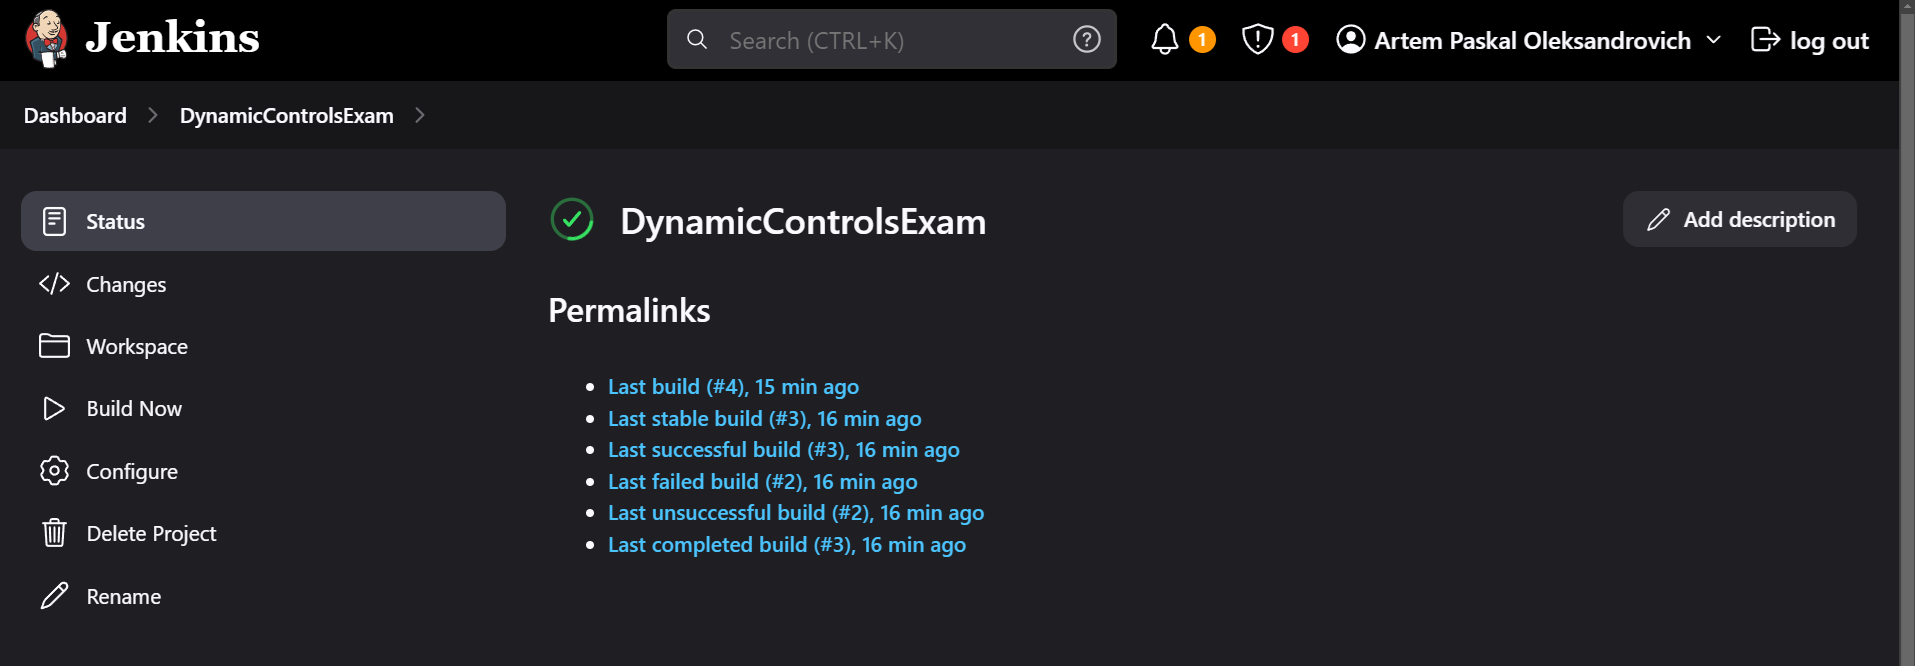 Jenkins
Search (CTRL+K)
1
1
Artem Paskal Oleksandrovich
log out
Dashboard
DynamicControlsExam
Status
Changes
Workspace
Build Now
Configure
Delete Project
Rename
DynamicControlsExam
Add description
Permalinks
Last build (#4), 15 min ago
Last stable build (#3), 16 min ago
Last successful build (#3), 16 min ago
Last failed build (#2), 16 min ago
Last unsuccessful build (#2), 16 min ago
Last completed build (#3), 16 min ago